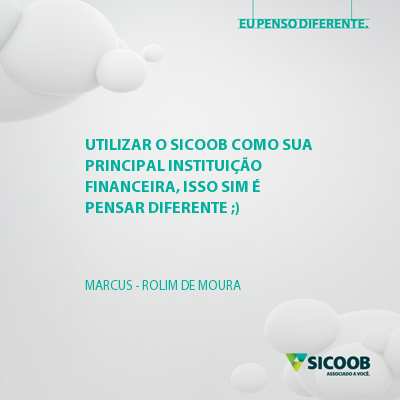 EU PENSO DIFERENTE.
UTILIZAR O SICOOB COMO SUA
PRINCIPAL INSTITUIÇÃO
FINANCEIRA, ISSO SIM É
PENSAR DIFERENTE ;)
MARCUS - ROLIM DE MOURA
SICOOB
ASSOCIADO A VOCÊ.